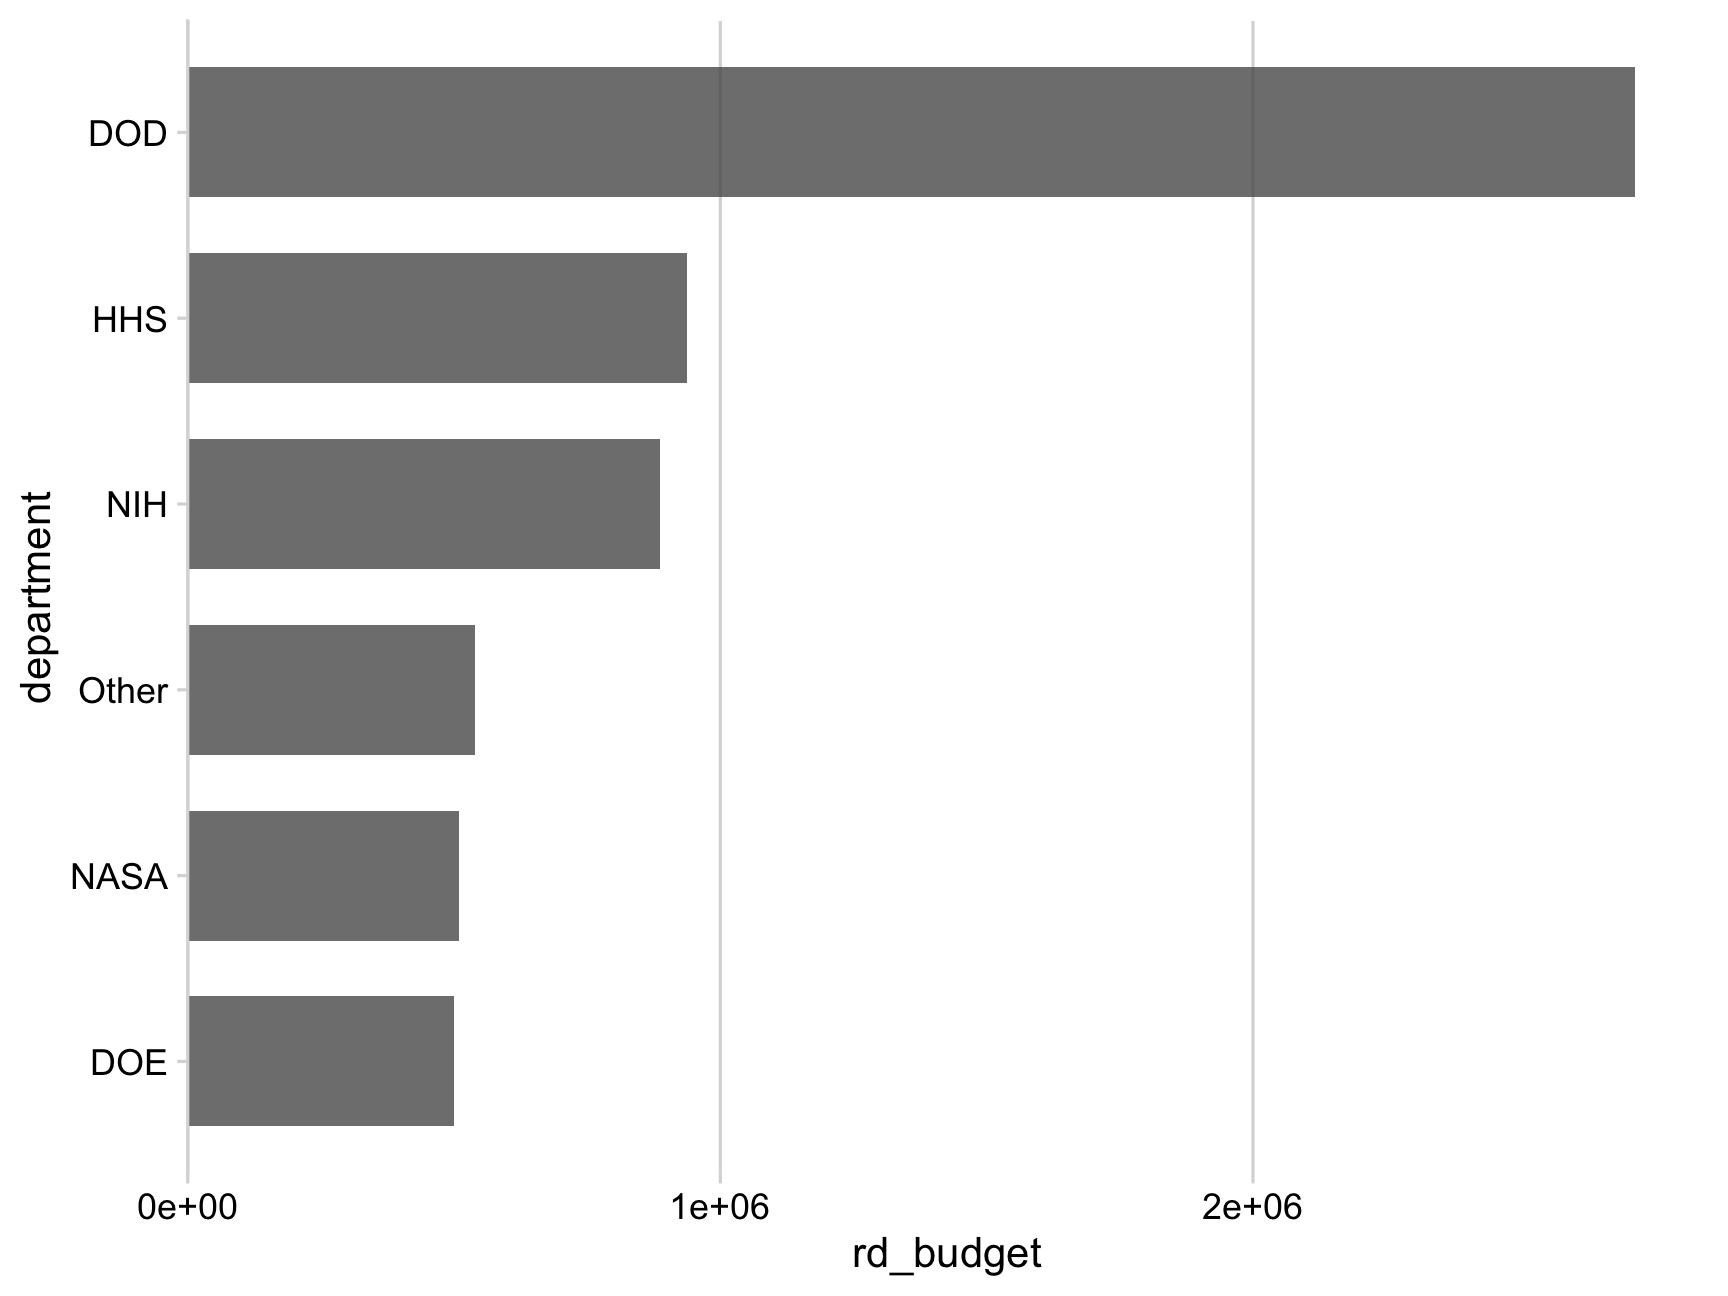 DOD
HHS
NIH
Other
NASA
DOE
department
0e+00 1e+06 2e+06
rd_budget